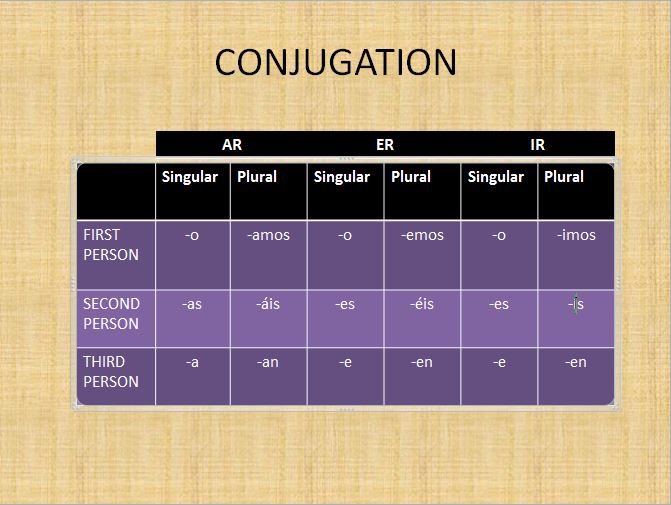 CONJUGATION
AR ER IR
Singular Plural Singular Plural Singular Plural
FIRST PERSON -o -amos -o -emos -o -imos
SECOND PERSON -as -áis -es -éis -es
THIRD PERSON -a -an -e -en -e -en